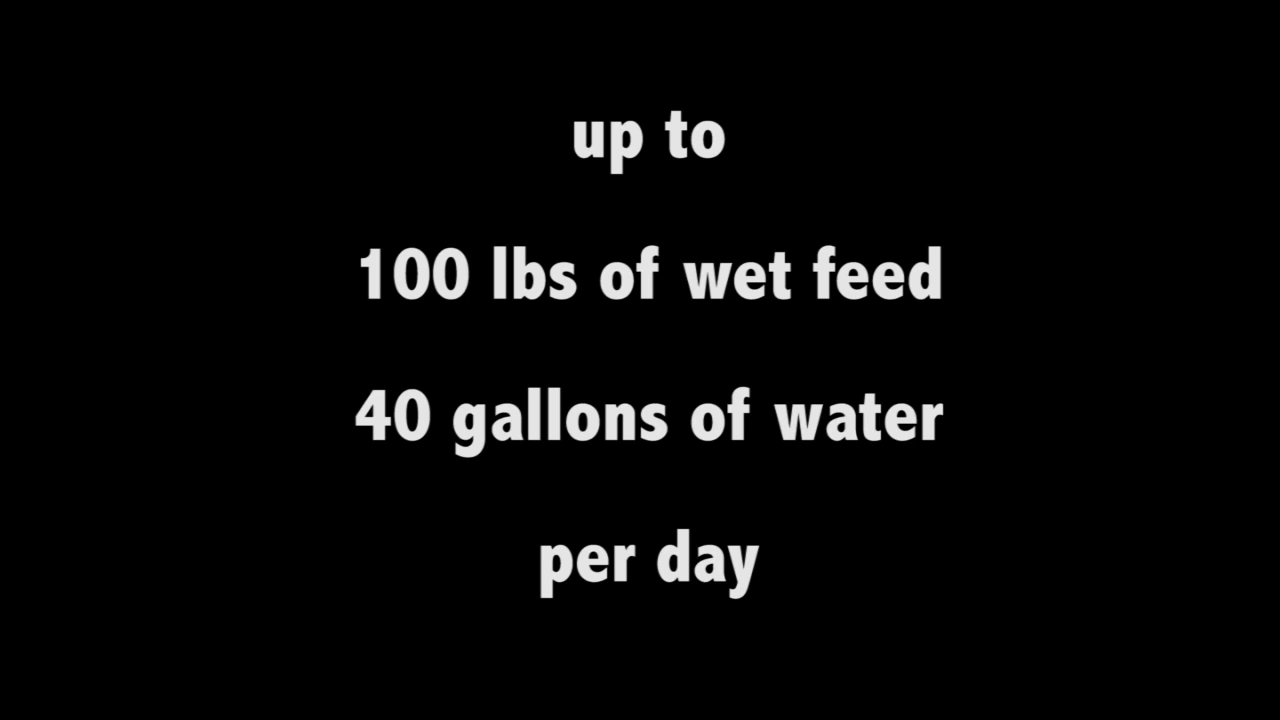 up to
100 lbs of wet feed
40 gallons of water
per day